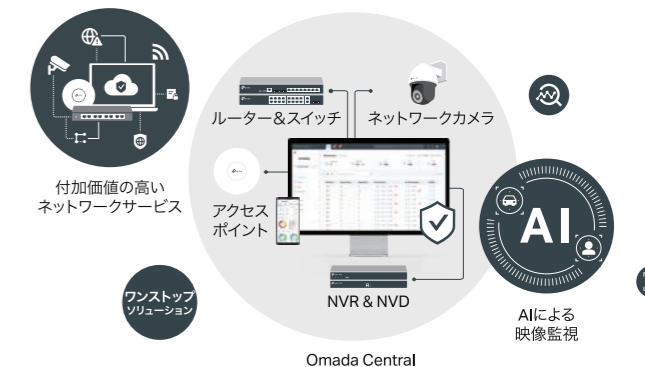 ルーター＆スイッチ
ネットワークカメラ
付加価値の高い
ネットワークサービス
アクセス
ポイント
AI
ワンストップ
ソリューション
NVR & NVD
AIによる
映像監視
Omada Central